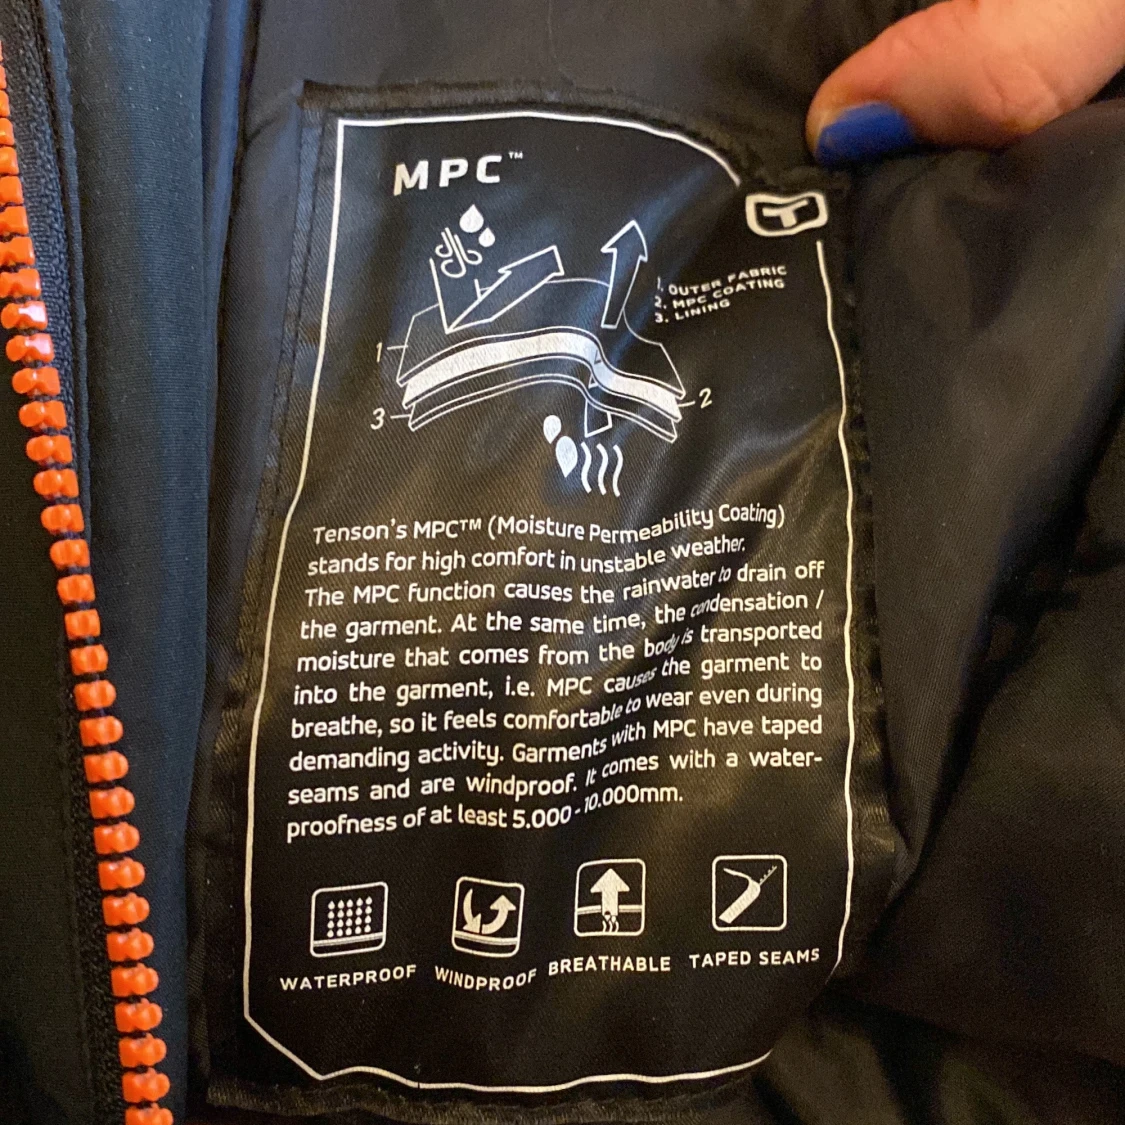 MPC™
T
1. OUTER FABRIC
2. MPC COATING
3. LINING
1
2
3
Tenson's MPC™ (Moisture Permeability Coating)
stands for high comfort in unstable weather.
The MPC function causes the rainwater to drain off
the garment. At the same time, the condensation /
moisture that comes from the body is transported
into the garment, i.e. MPC causes the garment to
breathe, so it feels comfortable to wear even during
demanding activity. Garments with MPC have taped
seams and are windproof. It comes with a water-
proofness of at least 5.000-10.000mm.
WATERPROOF WINDPROOF BREATHABLE TAPED SEAMS